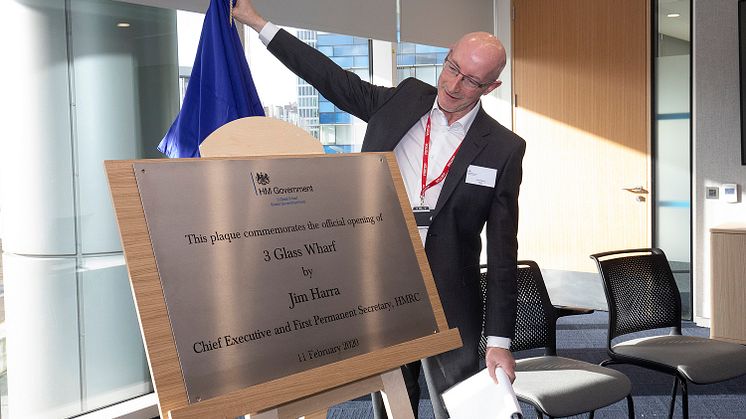 HM Government
This plaque commemorates the official opening of
3 Glass Wharf
by
Jim Harra
Chief Executive and First Permanent Secretary, HMRC
11 February 2020